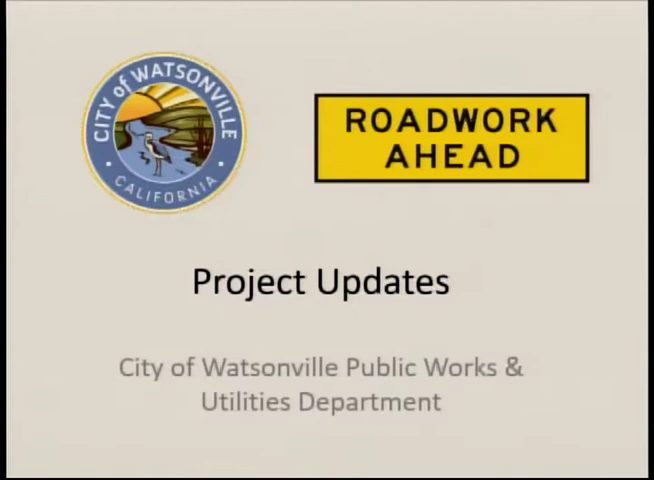 CITY of WATSONVILLE
CALIFORNIA
ROADWORK
AHEAD
Project Updates
City of Watsonville Public Works &
Utilities Department